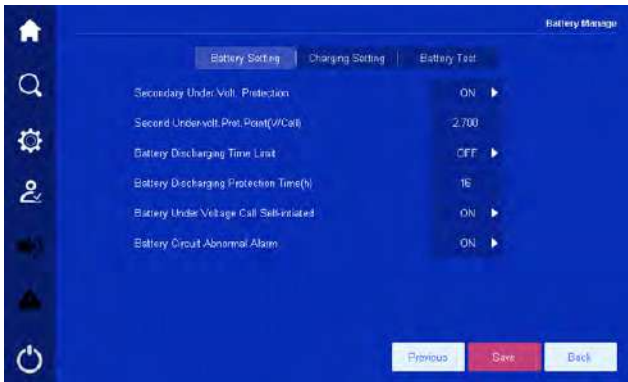 Battery Manage
Battery Setting Charging Setting Battery Test
Secondary Under Volt. Protection ON
Second Under-volt. Prot. Point(V/Cell) 2.700
Battery Discharging Time Limit OFF
Battery Discharging Protection Time(h) 16
Battery Under Voltage Call Self-intiated ON
Battery Circuit Abnormal Alarm ON
Previous Save Back